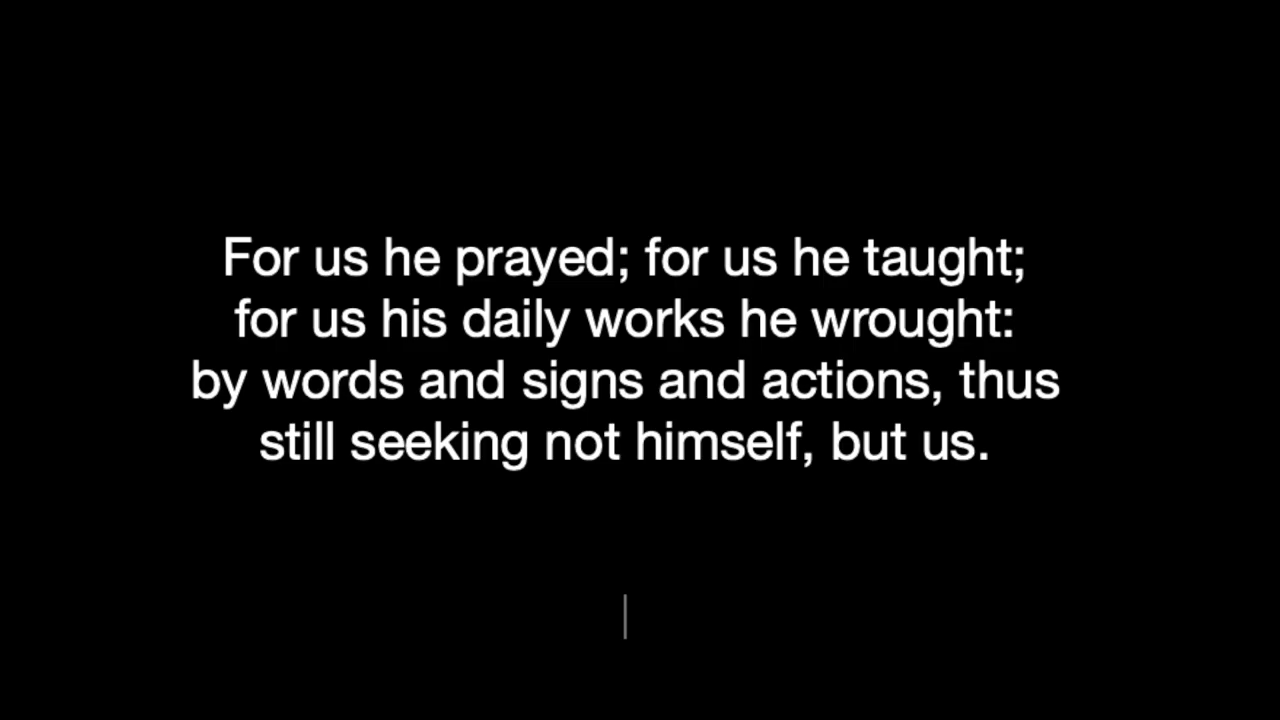 For us he prayed; for us he taught;
for us his daily works he wrought:
by words and signs and actions, thus
still seeking not himself, but us.